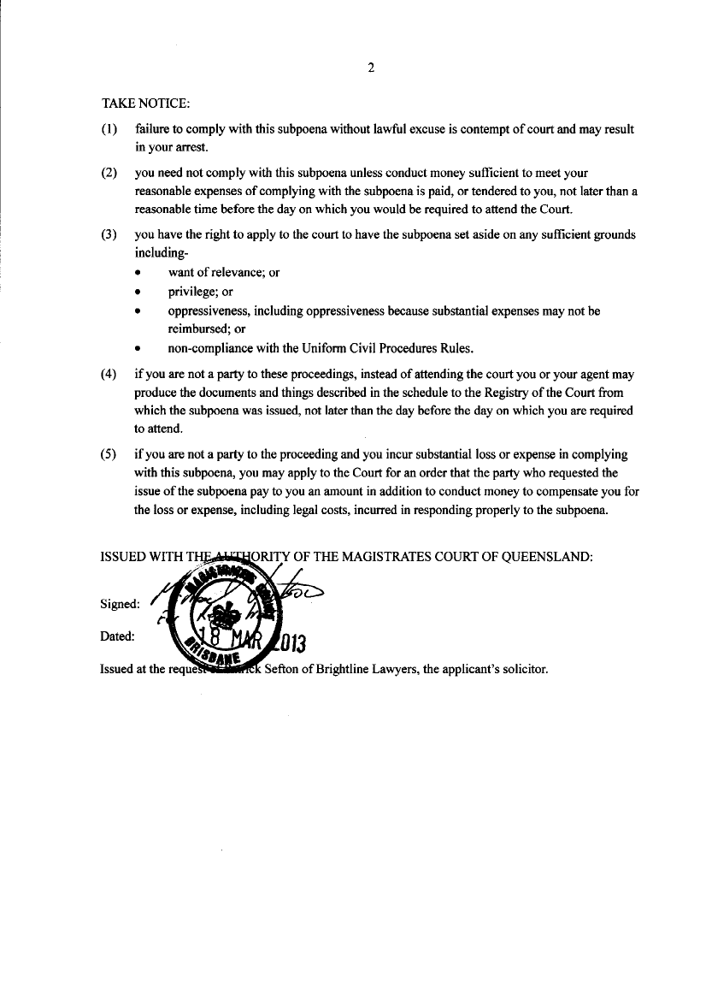 2
TAKE NOTICE:
(1) failure to comply with this subpoena without lawful excuse is contempt of court and may result
in your arrest.
(2) you need not comply with this subpoena unless conduct money sufficient to meet your
reasonable expenses of complying with the subpoena is paid, or tendered to you, not later than a
reasonable time before the day on which you would be required to attend the Court.
(3) you have the right to apply to the court to have the subpoena set aside on any sufficient grounds
including-
• want of relevance; or
• privilege; or
• oppressiveness, including oppressiveness because substantial expenses may not be
reimbursed; or
• non-compliance with the Uniform Civil Procedures Rules.
(4) if you are not a party to these proceedings, instead of attending the court you or your agent may
produce the documents and things described in the schedule to the Registry of the Court from
which the subpoena was issued, not later than the day before the day on which you are required
to attend.
(5) if you are not a party to the proceeding and you incur substantial loss or expense in complying
with this subpoena, you may apply to the Court for an order that the party who requested the
issue of the subpoena pay to you an amount in addition to conduct money to compensate you for
the loss or expense, including legal costs, incurred in responding properly to the subpoena.
ISSUED WITH THE AUTHORITY OF THE MAGISTRATES COURT OF QUEENSLAND:
MAGISTRATES COURT
Signed:
Dated: 18 MAR 2013
BRISBANE
Issued at the request Sefton of Brightline Lawyers, the applicant's solicitor.